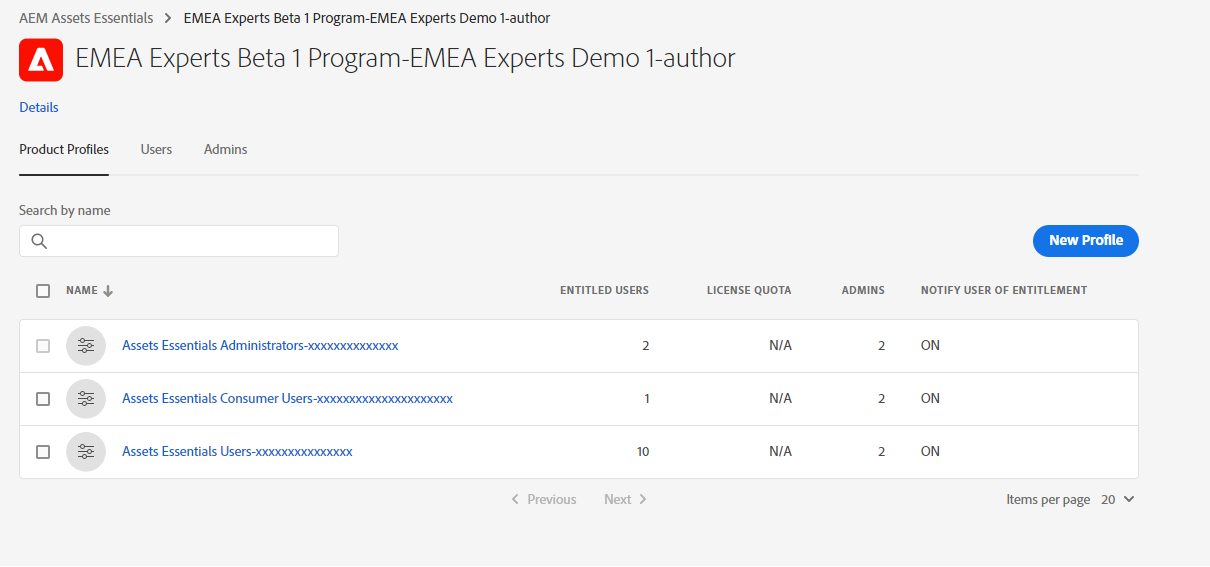 AEM Assets Essentials > EMEA Experts Beta 1 Program-EMEA Experts Demo 1-author
EMEA Experts Beta 1 Program-EMEA Experts Demo 1-author
Details
Product Profiles Users Admins
Search by name
New Profile
NAME ENTITLED USERS LICENSE QUOTA ADMINS NOTIFY USER OF ENTITLEMENT
Assets Essentials Administrators-xxxxxxxxxxxxxx 2 N/A 2 ON
Assets Essentials Consumer Users-xxxxxxxxxxxxxxxxxxxxx 1 N/A 2 ON
Assets Essentials Users-xxxxxxxxxxxxxxx 10 N/A 2 ON
Previous Next Items per page 20